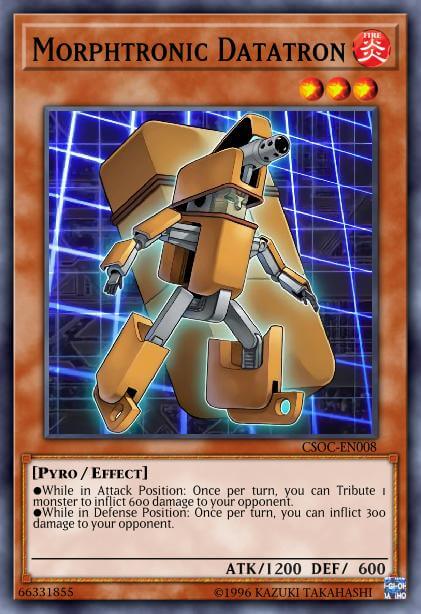 Morphtronic Datatron
FIRE
炎
CSOC-EN008
[Pyro / Effect]
●While in Attack Position: Once per turn, you can Tribute 1
monster to inflict 600 damage to your opponent.
●While in Defense Position: Once per turn, you can inflict 300
damage to your opponent.
ATK/1200 DEF/ 600
66331855
©1996 KAZUKI TAKAHASHI